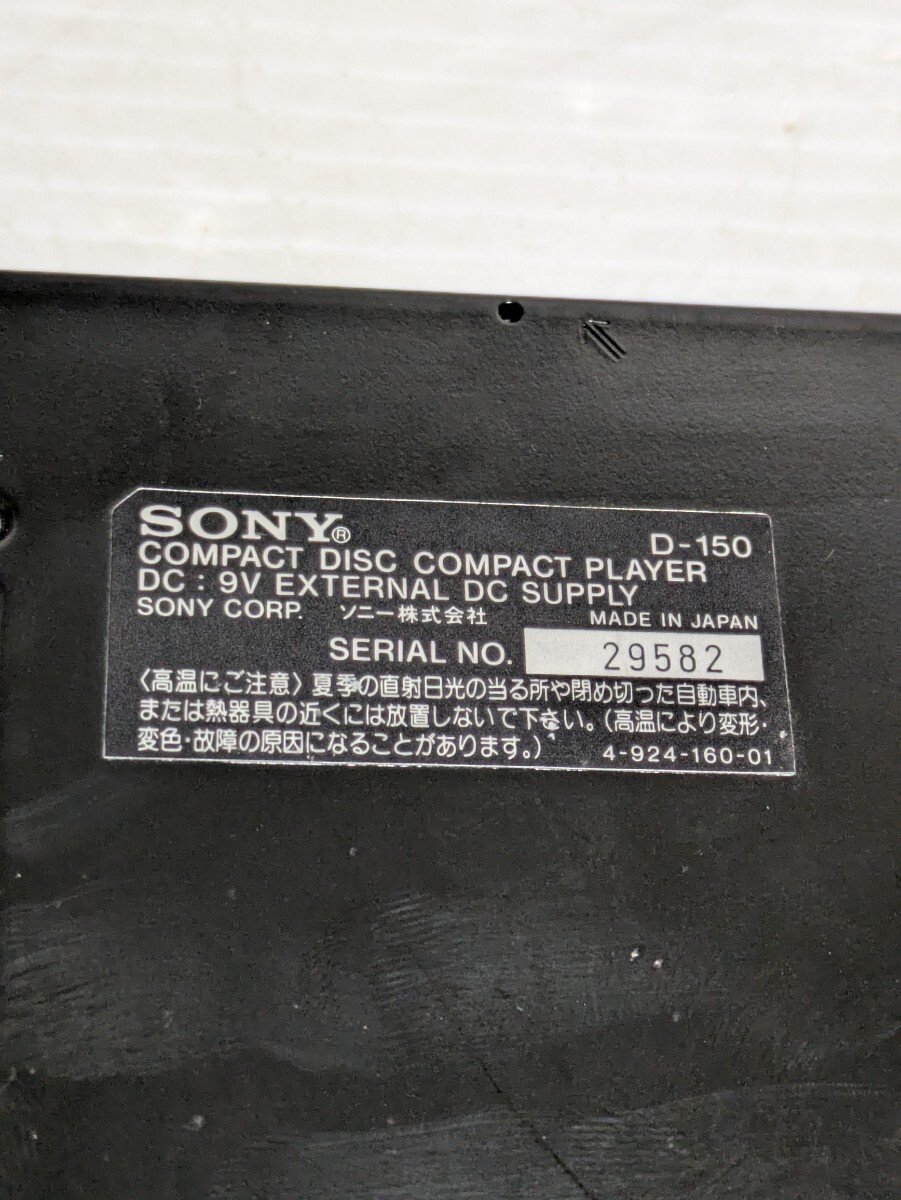 SONY® D-150
COMPACT DISC COMPACT PLAYER
DC : 9V EXTERNAL DC SUPPLY
SONY CORP. ソニー株式会社 MADE IN JAPAN
SERIAL NO. 29582
〈高温にご注意〉夏季の直射日光の当る所や閉め切った自動車内、
または熱器具の近くには放置しないで下さい。(高温により変形・
変色・故障の原因になることがあります。) 4-924-160-01